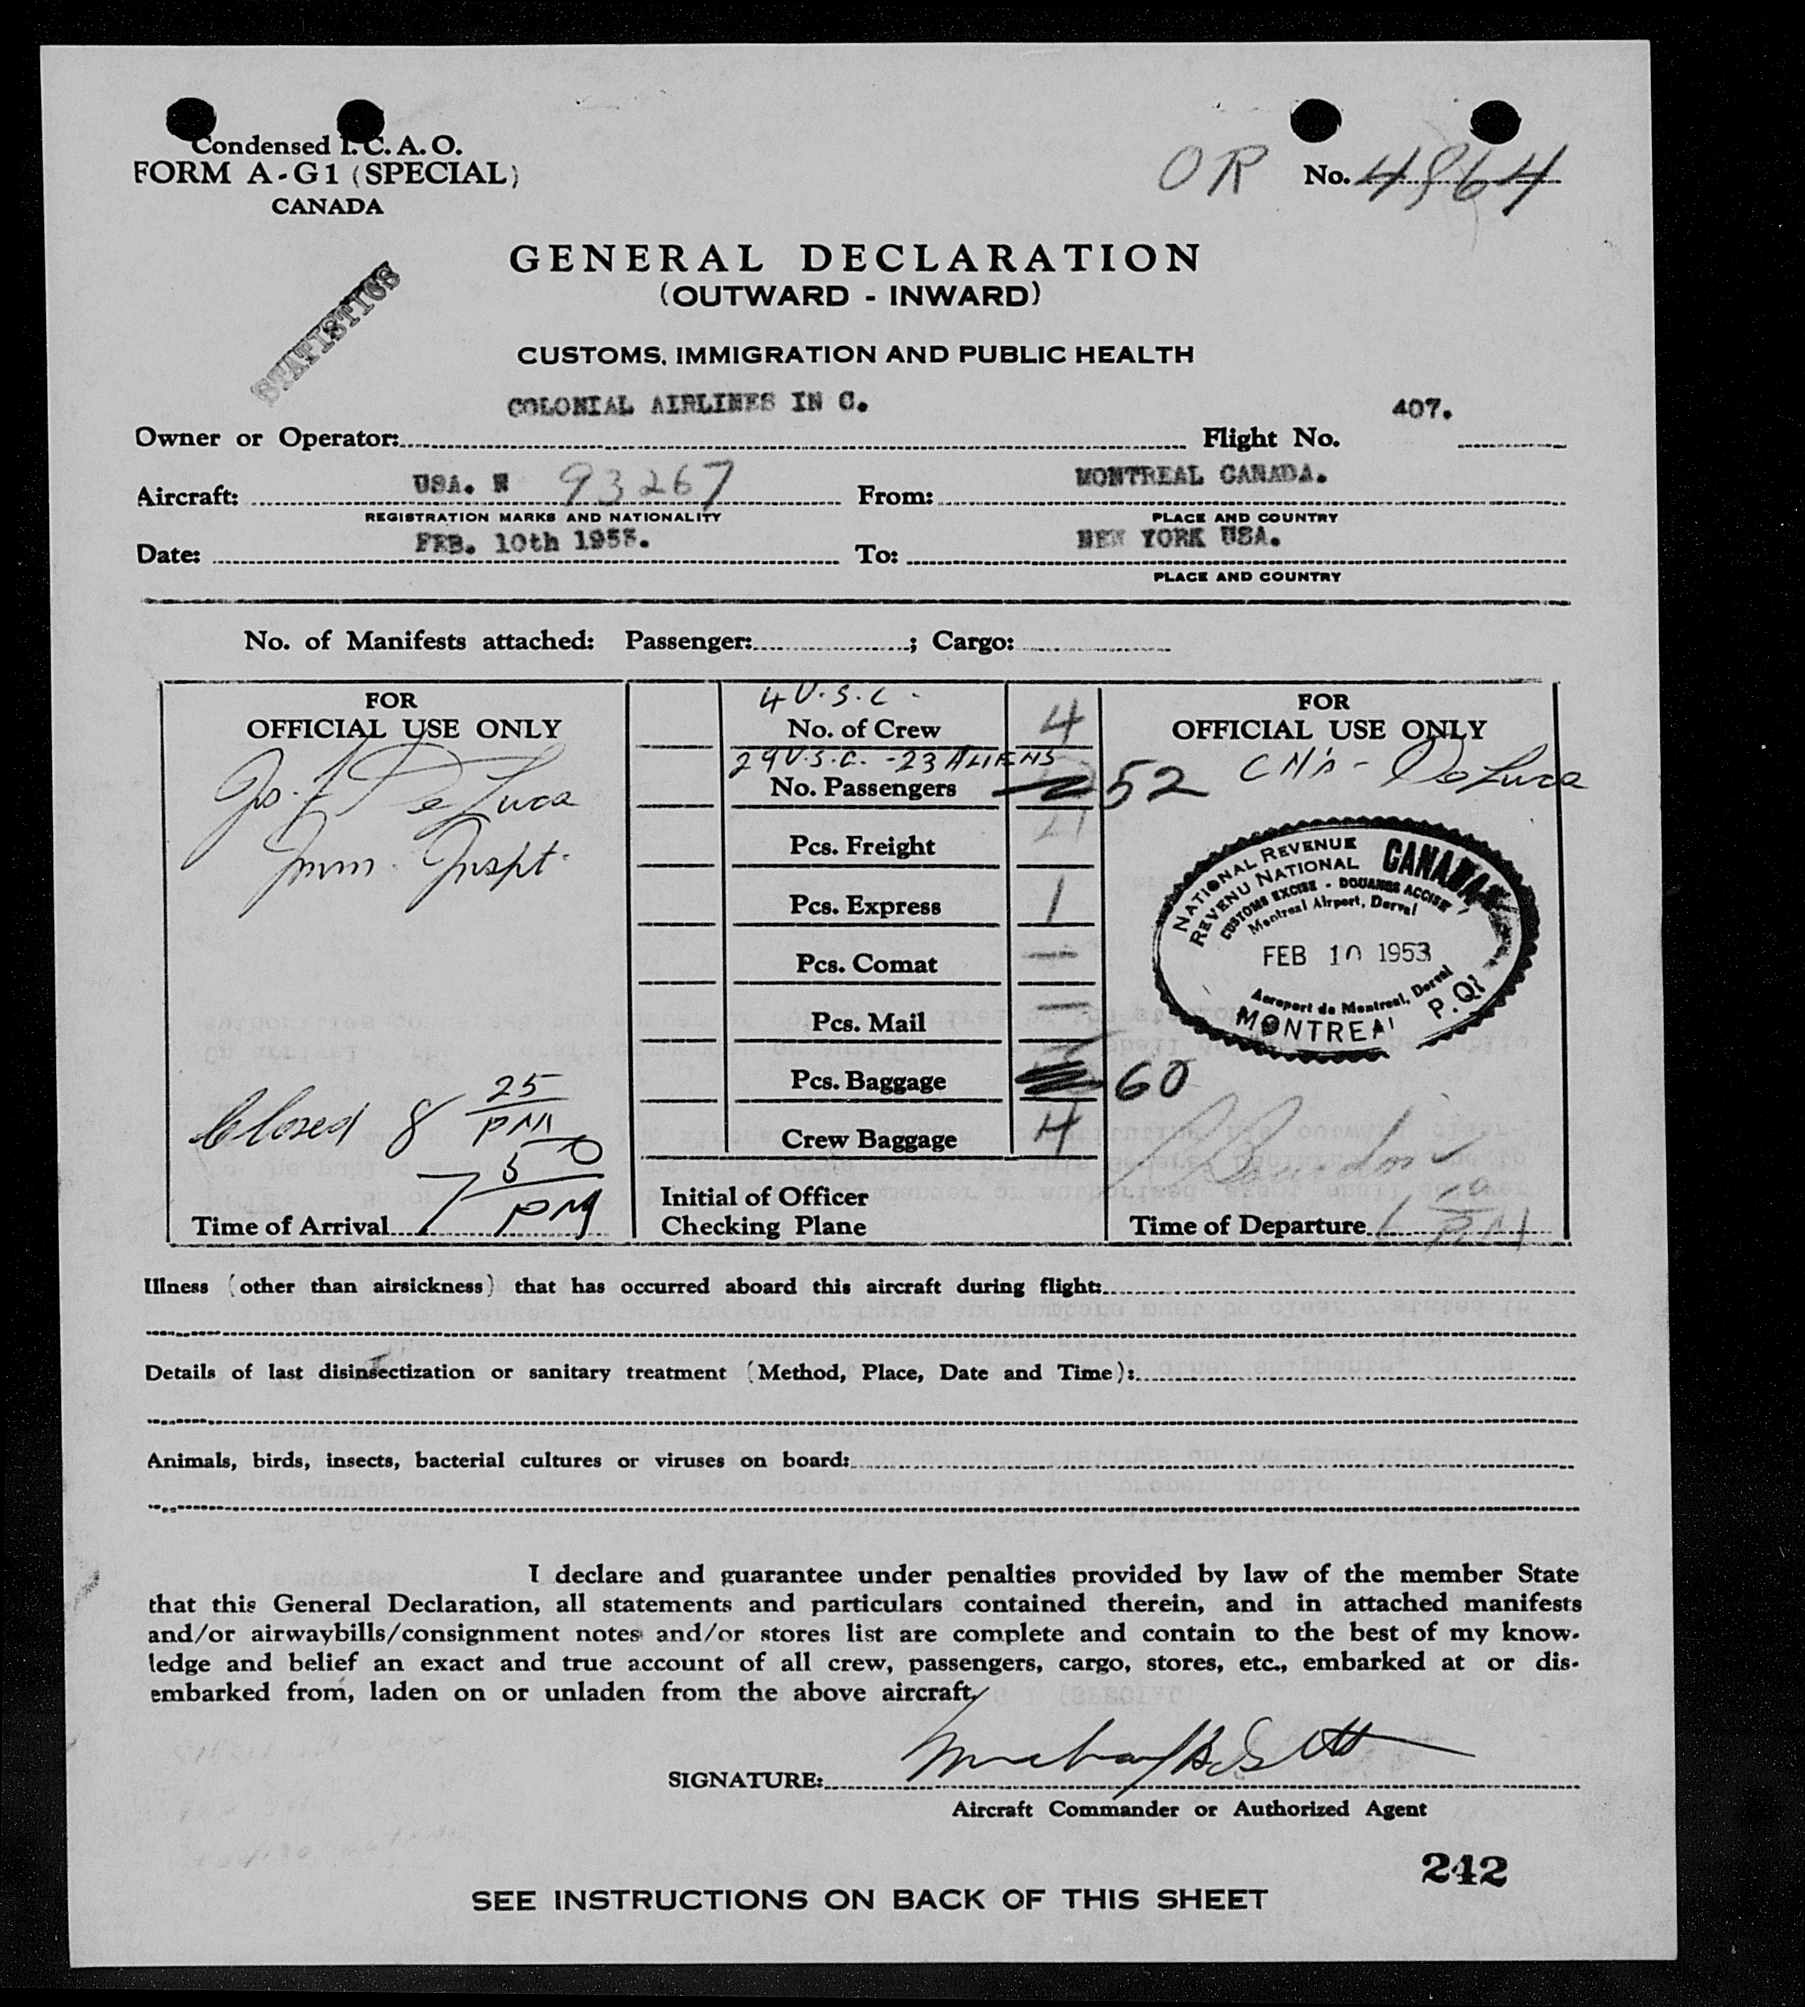 Condensed I. C. A. O.
FORM A-G1 (SPECIAL)
CANADA
OR No. 4964
GENERAL DECLARATION
(OUTWARD - INWARD)
STATISTICS
CUSTOMS, IMMIGRATION AND PUBLIC HEALTH
COLONIAL AIRLINES IN C. 407.
Owner or Operator: Flight No.
USA. N 93267 MONTREAL CANADA.
Aircraft: From:
REGISTRATION MARKS AND NATIONALITY PLACE AND COUNTRY
FEB. 10th 1953. NEW YORK USA.
Date: To:
PLACE AND COUNTRY
No. of Manifests attached: Passenger: ; Cargo:
FOR
OFFICIAL USE ONLY
Jos. F. De Luca
Imm. Inspt.
Closed 8 25 PM
7 50 PM
Time of Arrival
4 U.S.C.
No. of Crew 4
29 U.S.C. - 23 ALIENS
No. Passengers 52
Pcs. Freight
Pcs. Express 1
Pcs. Comat —
Pcs. Mail —
Pcs. Baggage 60
Crew Baggage 4
Initial of Officer
Checking Plane
FOR
OFFICIAL USE ONLY
De Luca
NATIONAL REVENUE
REVENU NATIONAL
CANADA
CUSTOMS EXCISE - DOUANES ACCISE
Montreal Airport, Dorval
FEB 10 1953
Aeroport de Montreal, Dorval
MONTREAL P.Q.
Time of Departure PM
Illness (other than airsickness) that has occurred aboard this aircraft during flight:
Details of last disinsectization or sanitary treatment (Method, Place, Date and Time):
Animals, birds, insects, bacterial cultures or viruses on board:
I declare and guarantee under penalties provided by law of the member State
that this General Declaration, all statements and particulars contained therein, and in attached manifests
and/or airwaybills/consignment notes and/or stores list are complete and contain to the best of my know-
ledge and belief an exact and true account of all crew, passengers, cargo, stores, etc., embarked at or dis-
embarked from, laden on or unladen from the above aircraft.
SIGNATURE:
Aircraft Commander or Authorized Agent
242
SEE INSTRUCTIONS ON BACK OF THIS SHEET